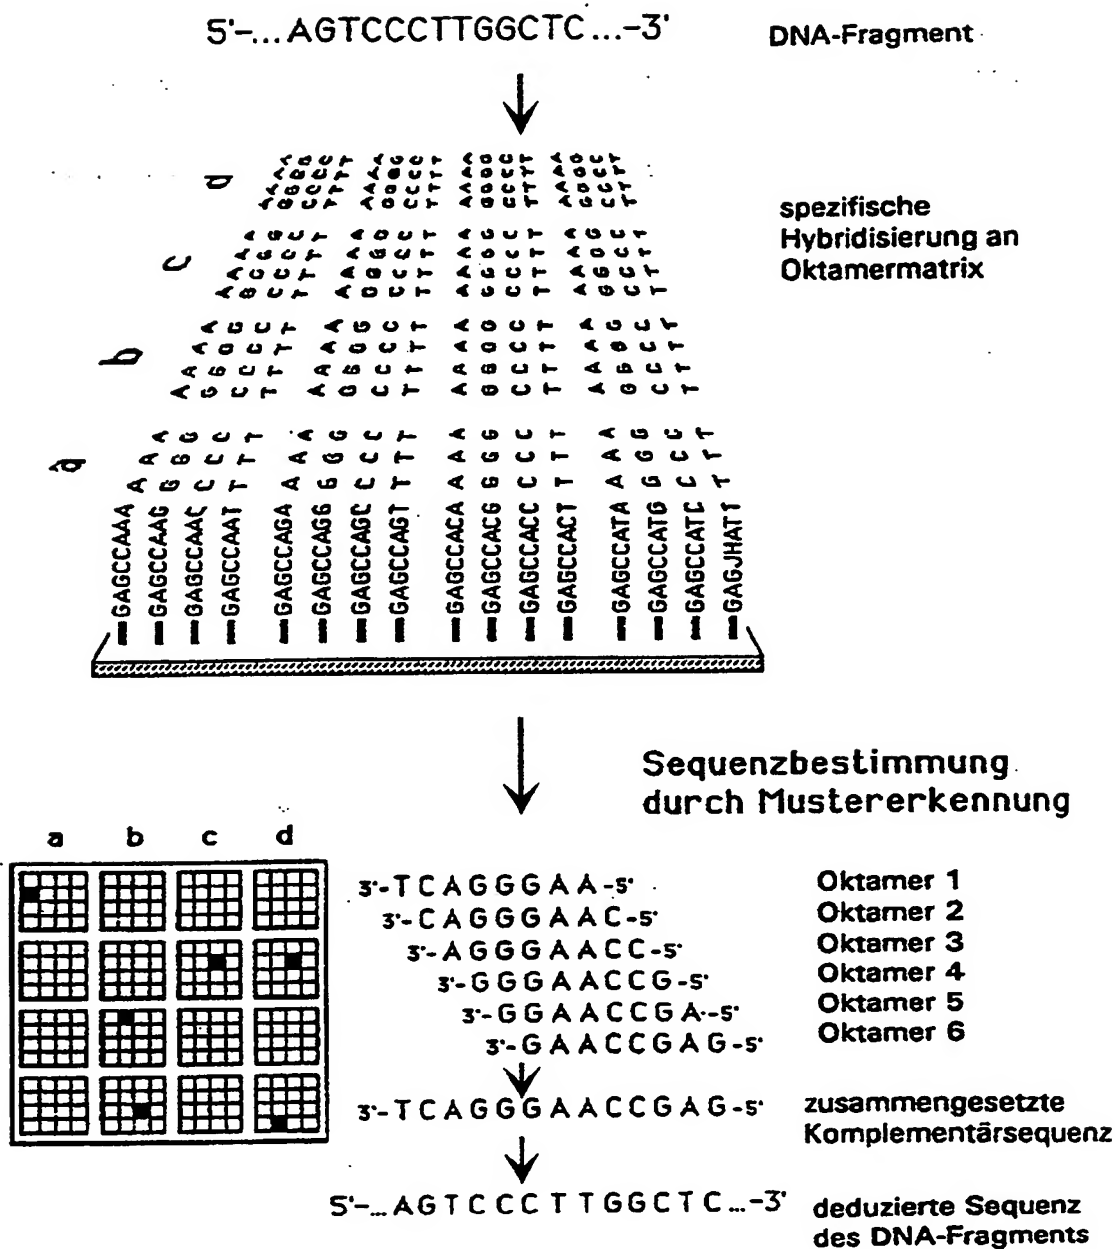 5'-...AGTCCCTTGGCTC...-3'
DNA-Fragment
spezifische
Hybridisierung an
Oktamermatrix
d
A G C T A G C T A G C T A G C T
A G C T A G C T A G C T A G C T
A G C T A G C T A G C T A G C T
A G C T A G C T A G C T A G C T
c
A G C T A G C T A G C T A G C T
A G C T A G C T A G C T A G C T
A G C T A G C T A G C T A G C T
A G C T A G C T A G C T A G C T
b
A G C T A G C T A G C T A G C T
A G C T A G C T A G C T A G C T
A G C T A G C T A G C T A G C T
A G C T A G C T A G C T A G C T
a
A G C T A G C T A G C T A G C T
A G C T A G C T A G C T A G C T
A G C T A G C T A G C T A G C T
GAGCCAAA
GAGCCAAG
GAGCCAAC
GAGCCAAT
GAGCCAGA
GAGCCAGG
GAGCCAGC
GAGCCAGT
GAGCCACA
GAGCCACG
GAGCCACC
GAGCCACT
GAGCCATA
GAGCCATG
GAGCCATC
GAGJHATT
Sequenzbestimmung
durch Mustererkennung
a b c d
3'-TCAGGGAA-5' Oktamer 1
3'-CAGGGAAC-5' Oktamer 2
3'-AGGGAACC-5' Oktamer 3
3'-GGGAACCG-5' Oktamer 4
3'-GGAACCGA-5' Oktamer 5
3'-GAACCGAG-5' Oktamer 6
3'-TCAGGGAACCGAG-5'
zusammengesetzte
Komplementärsequenz
5'-...AGTCCCTTGGCTC...-3'
deduzierte Sequenz
des DNA-Fragments